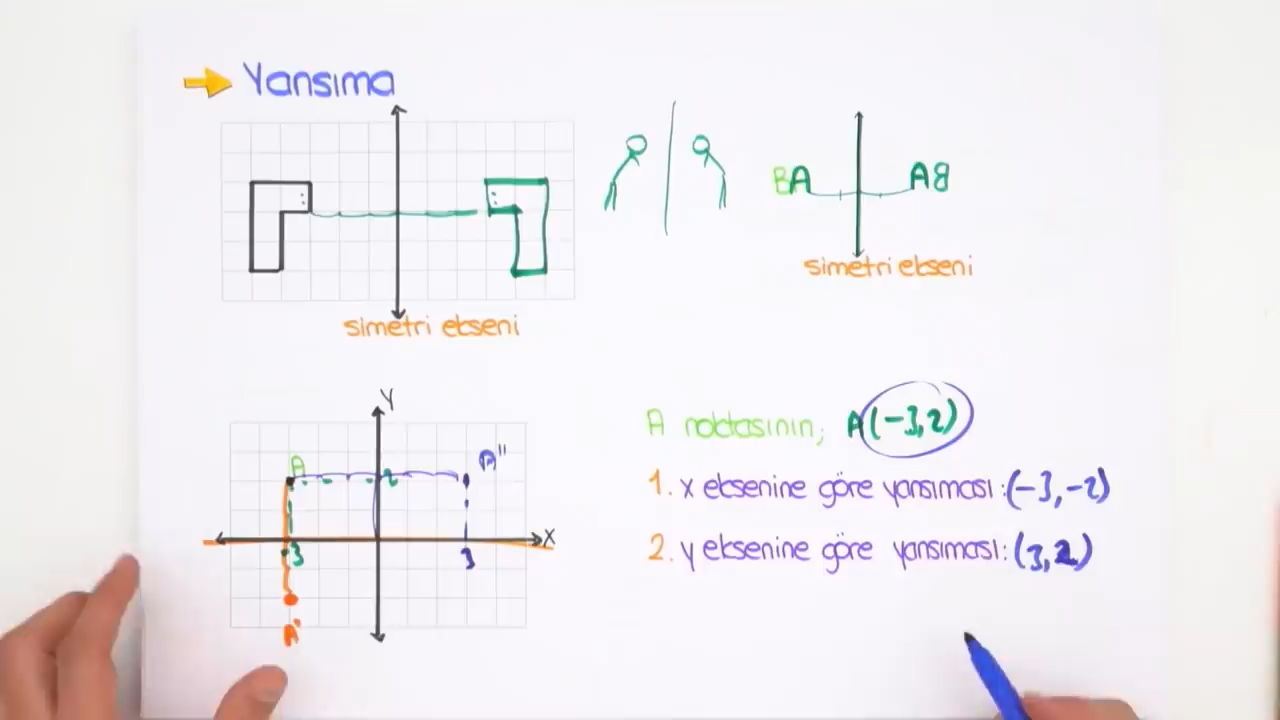 Yansıma
BA
AB
simetri ekseni
simetri ekseni
Y
A
2
A"
X
3
3
A'
A noktasının; A(-3,2)
1. x eksenine göre yansıması: (-3,-2)
2. y eksenine göre yansıması: (3,2)